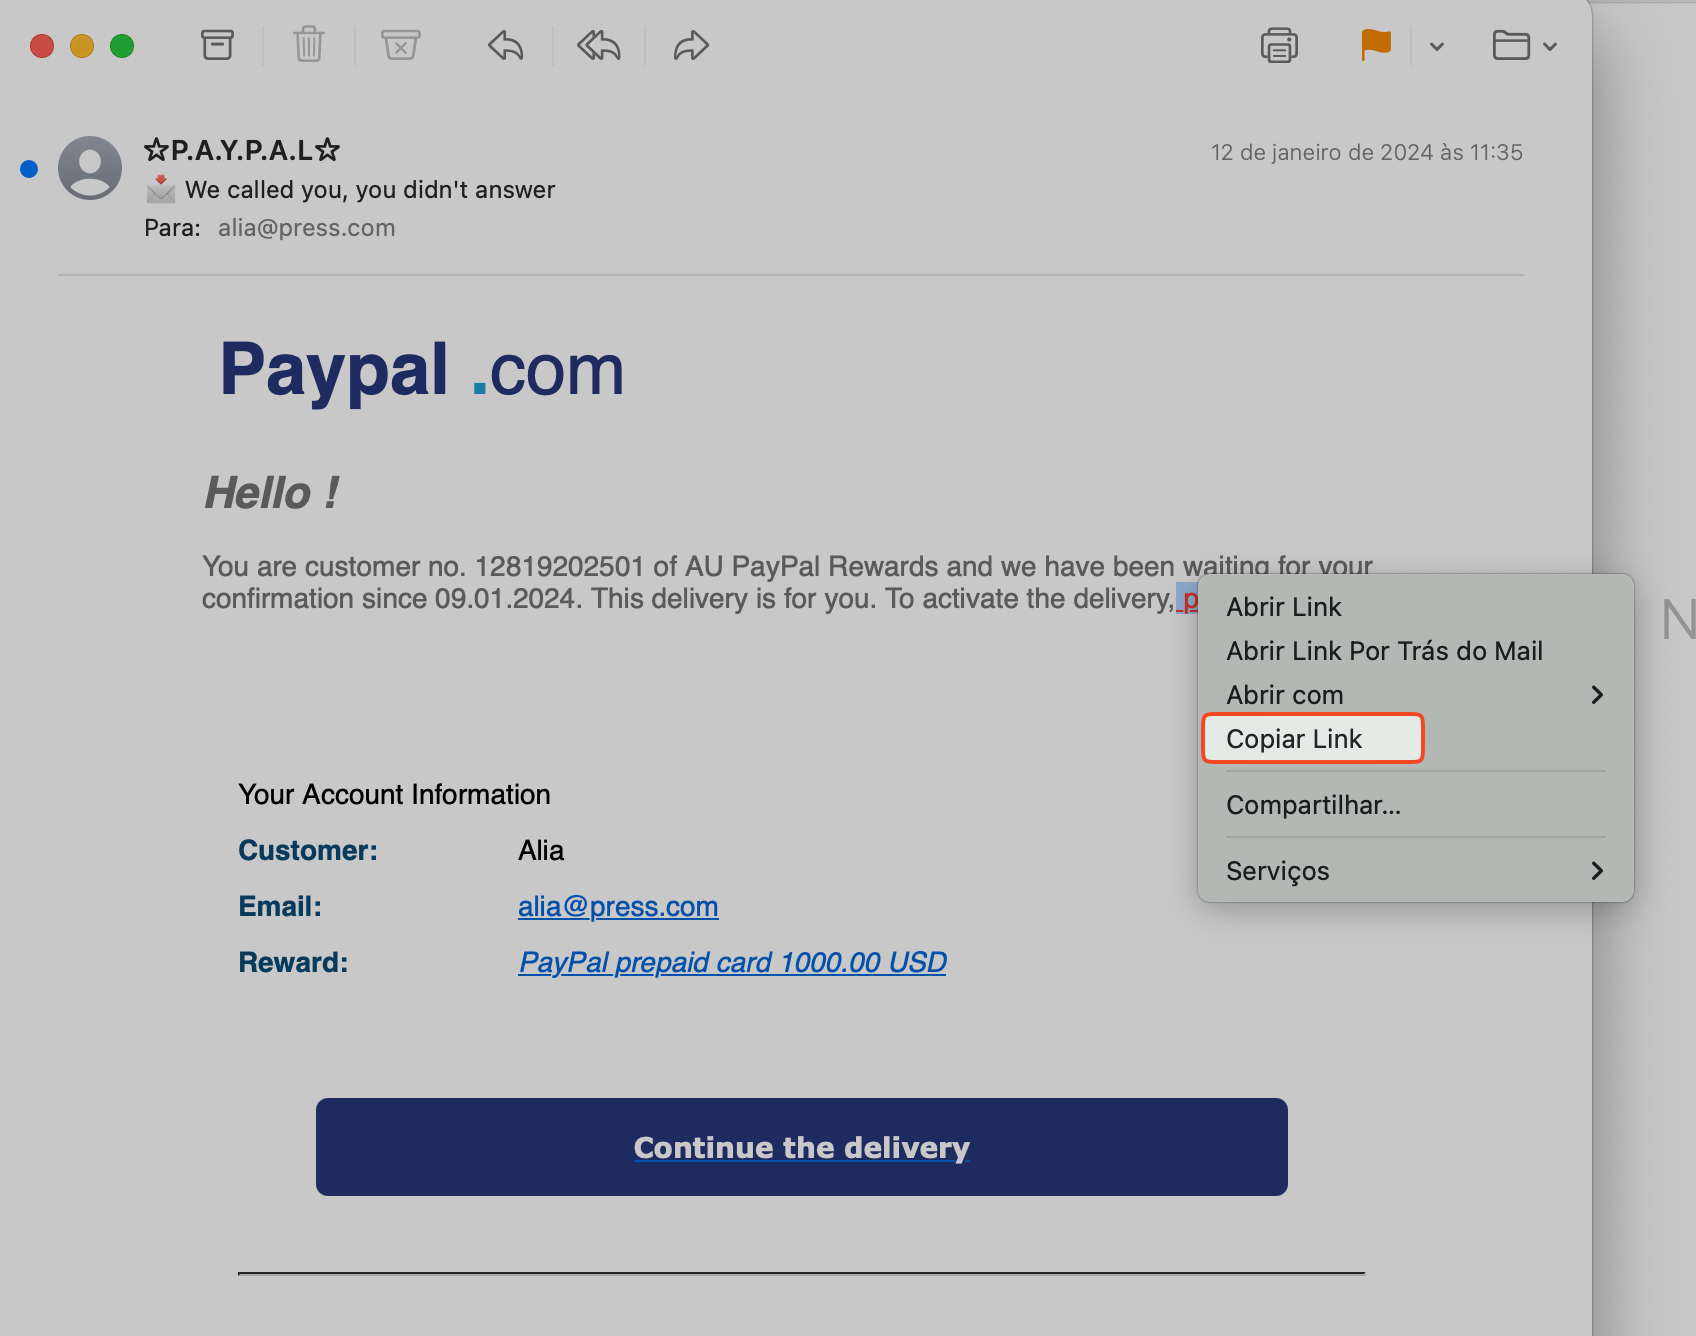 ☆P.A.Y.P.A.L☆
12 de janeiro de 2024 às 11:35
We called you, you didn't answer
Para: alia@press.com
Paypal .com
Hello !
You are customer no. 12819202501 of AU PayPal Rewards and we have been waiting for your
confirmation since 09.01.2024. This delivery is for you. To activate the delivery, p
Abrir Link
Abrir Link Por Trás do Mail
Abrir com
Copiar Link
Compartilhar...
Serviços
N
Your Account Information
Customer: Alia
Email: alia@press.com
Reward: PayPal prepaid card 1000.00 USD
Continue the delivery